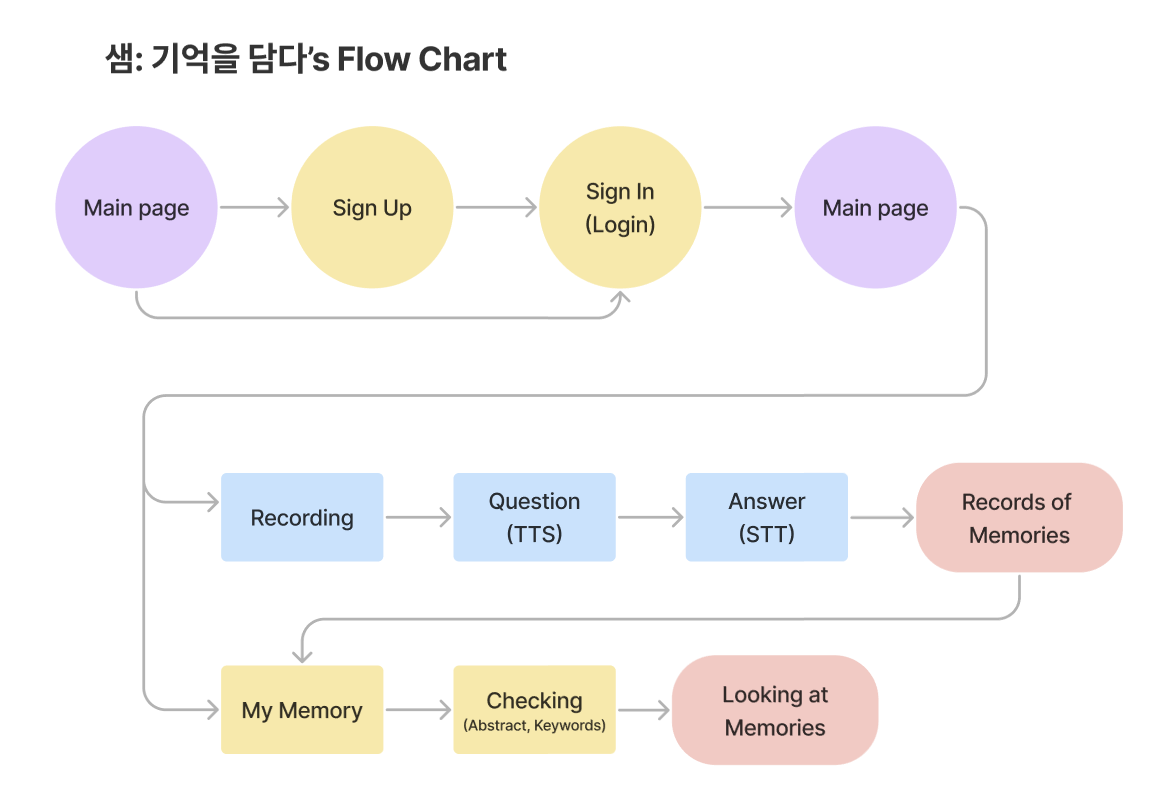 샘: 기억을 담다’s Flow Chart
Main page
Sign Up
Sign In
(Login)
Main page
Recording
Question
(TTS)
Answer
(STT)
Records of
Memories
My Memory
Checking
(Abstract, Keywords)
Looking at
Memories